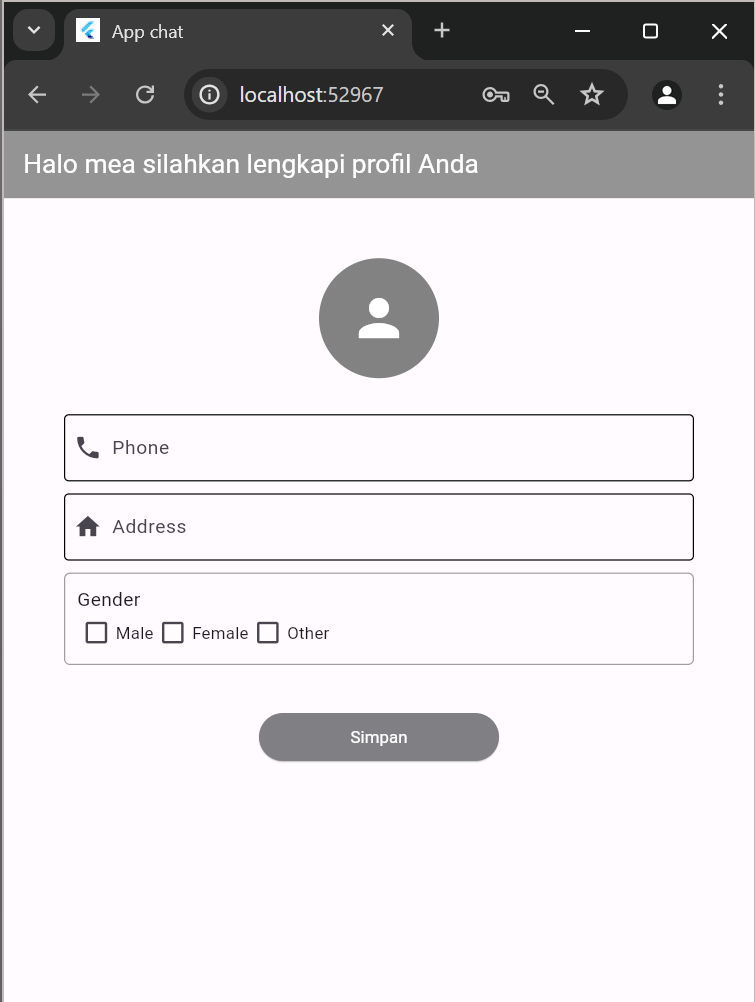 App chat
localhost:52967
Halo mea silahkan lengkapi profil Anda
Phone
Address
Gender
Male Female Other
Simpan